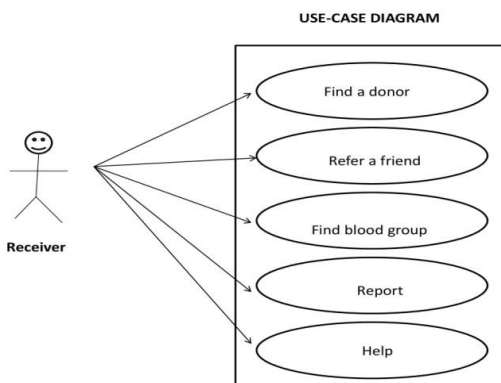 USE-CASE DIAGRAM
Find a donor
Refer a friend
Find blood group
Receiver
Report
Help